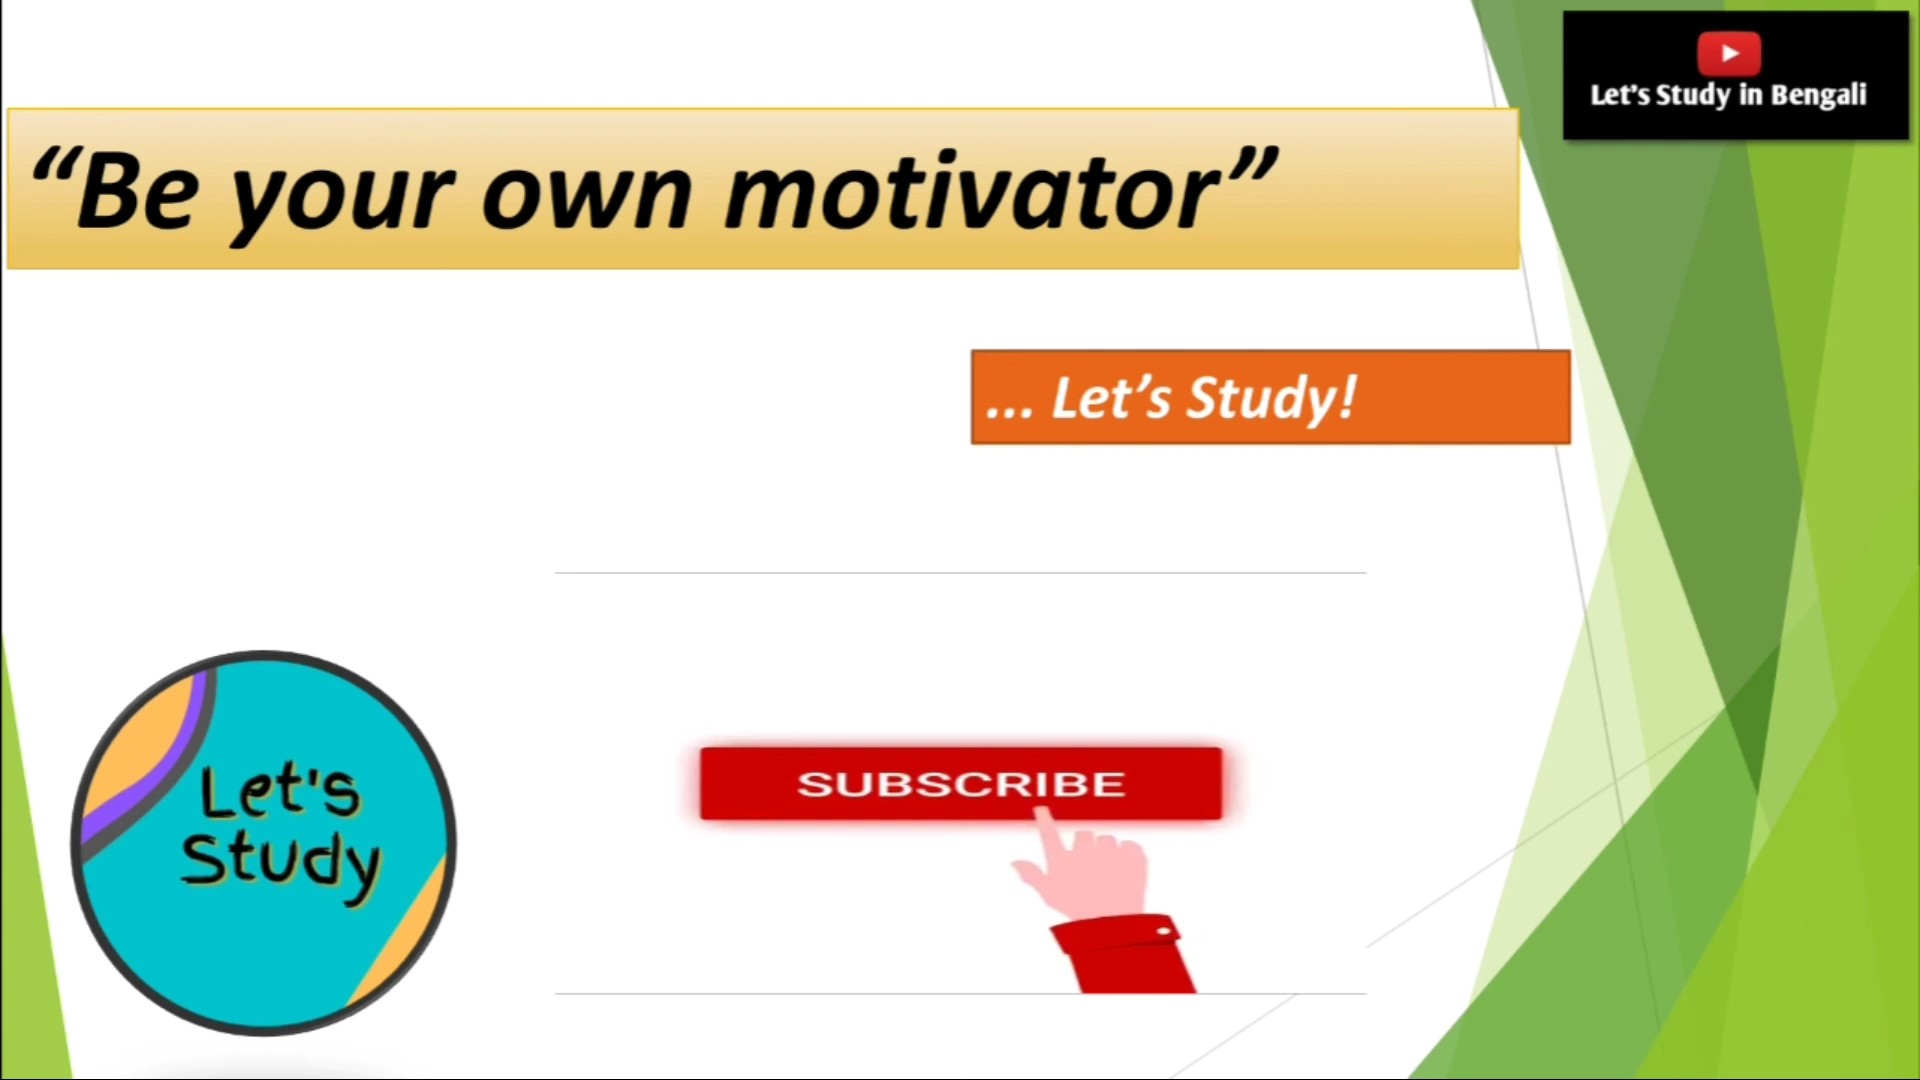 Let's Study in Bengali
“Be your own motivator”
... Let’s Study!
Let's
Study
SUBSCRIBE